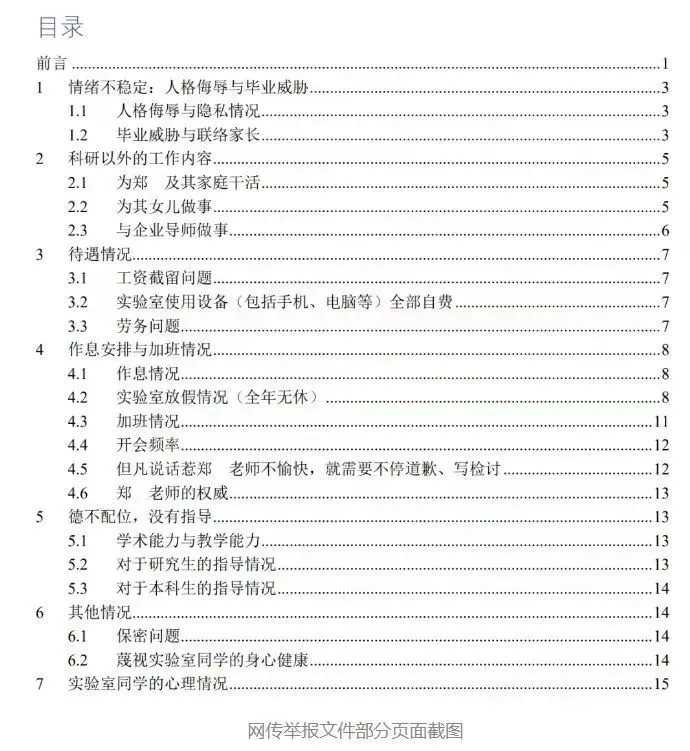 目录
前言 1
1 情绪不稳定：人格侮辱与毕业威胁 3
1.1 人格侮辱与隐私情况 3
1.2 毕业威胁与联络家长 3
2 科研以外的工作内容 5
2.1 为郑 及其家庭干活 5
2.2 为其女儿做事 5
2.3 与企业导师做事 6
3 待遇情况 7
3.1 工资截留问题 7
3.2 实验室使用设备（包括手机、电脑等）全部自费 7
3.3 劳务问题 7
4 作息安排与加班情况 8
4.1 作息情况 8
4.2 实验室放假情况（全年无休） 8
4.3 加班情况 11
4.4 开会频率 12
4.5 但凡说话惹郑 老师不愉快，就需要不停道歉、写检讨 12
4.6 郑 老师的权威 13
5 德不配位，没有指导 13
5.1 学术能力与教学能力 13
5.2 对于研究生的指导情况 13
5.3 对于本科生的指导情况 14
6 其他情况 14
6.1 保密问题 14
6.2 蔑视实验室同学的身心健康 14
7 实验室同学的心理情况 15
网传举报文件部分页面截图